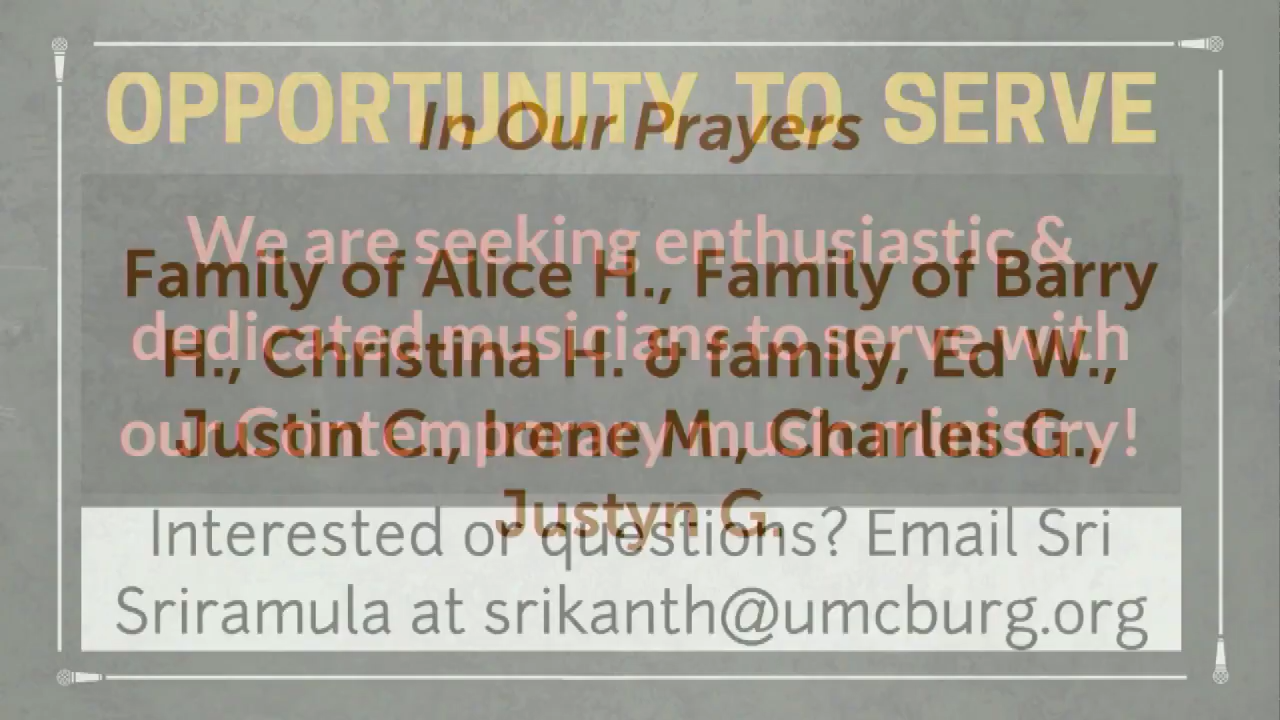 OPPORTUNITY TO SERVE
In Our Prayers
We are seeking enthusiastic &
Family of Alice H., Family of Barry
dedicated musicians to serve with
H., Christina H. & family, Ed W.,
our Contemporary music ministry!
Justin C., Irene M., Charles G.,
Justyn G.
Interested or questions? Email Sri
Sriramula at srikanth@umcburg.org